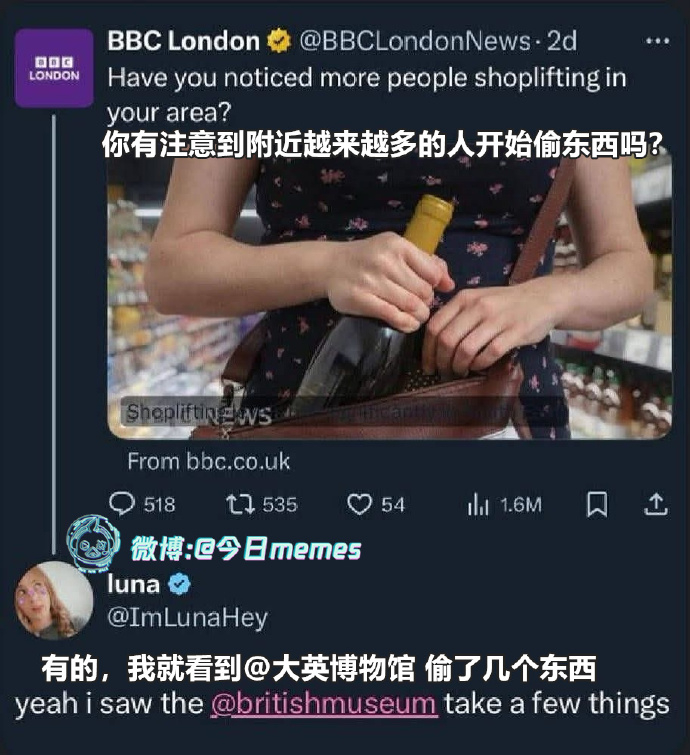 BBC
LONDON
BBC London @BBCLondonNews · 2d
Have you noticed more people shoplifting in
your area?
你有注意到附近越来越多的人开始偷东西吗？
Shoplifting
NEWS
From bbc.co.uk
518 535 54 1.6M
微博:@今日memes
luna
@ImLunaHey
有的，我就看到@大英博物馆 偷了几个东西
yeah i saw the @britishmuseum take a few things